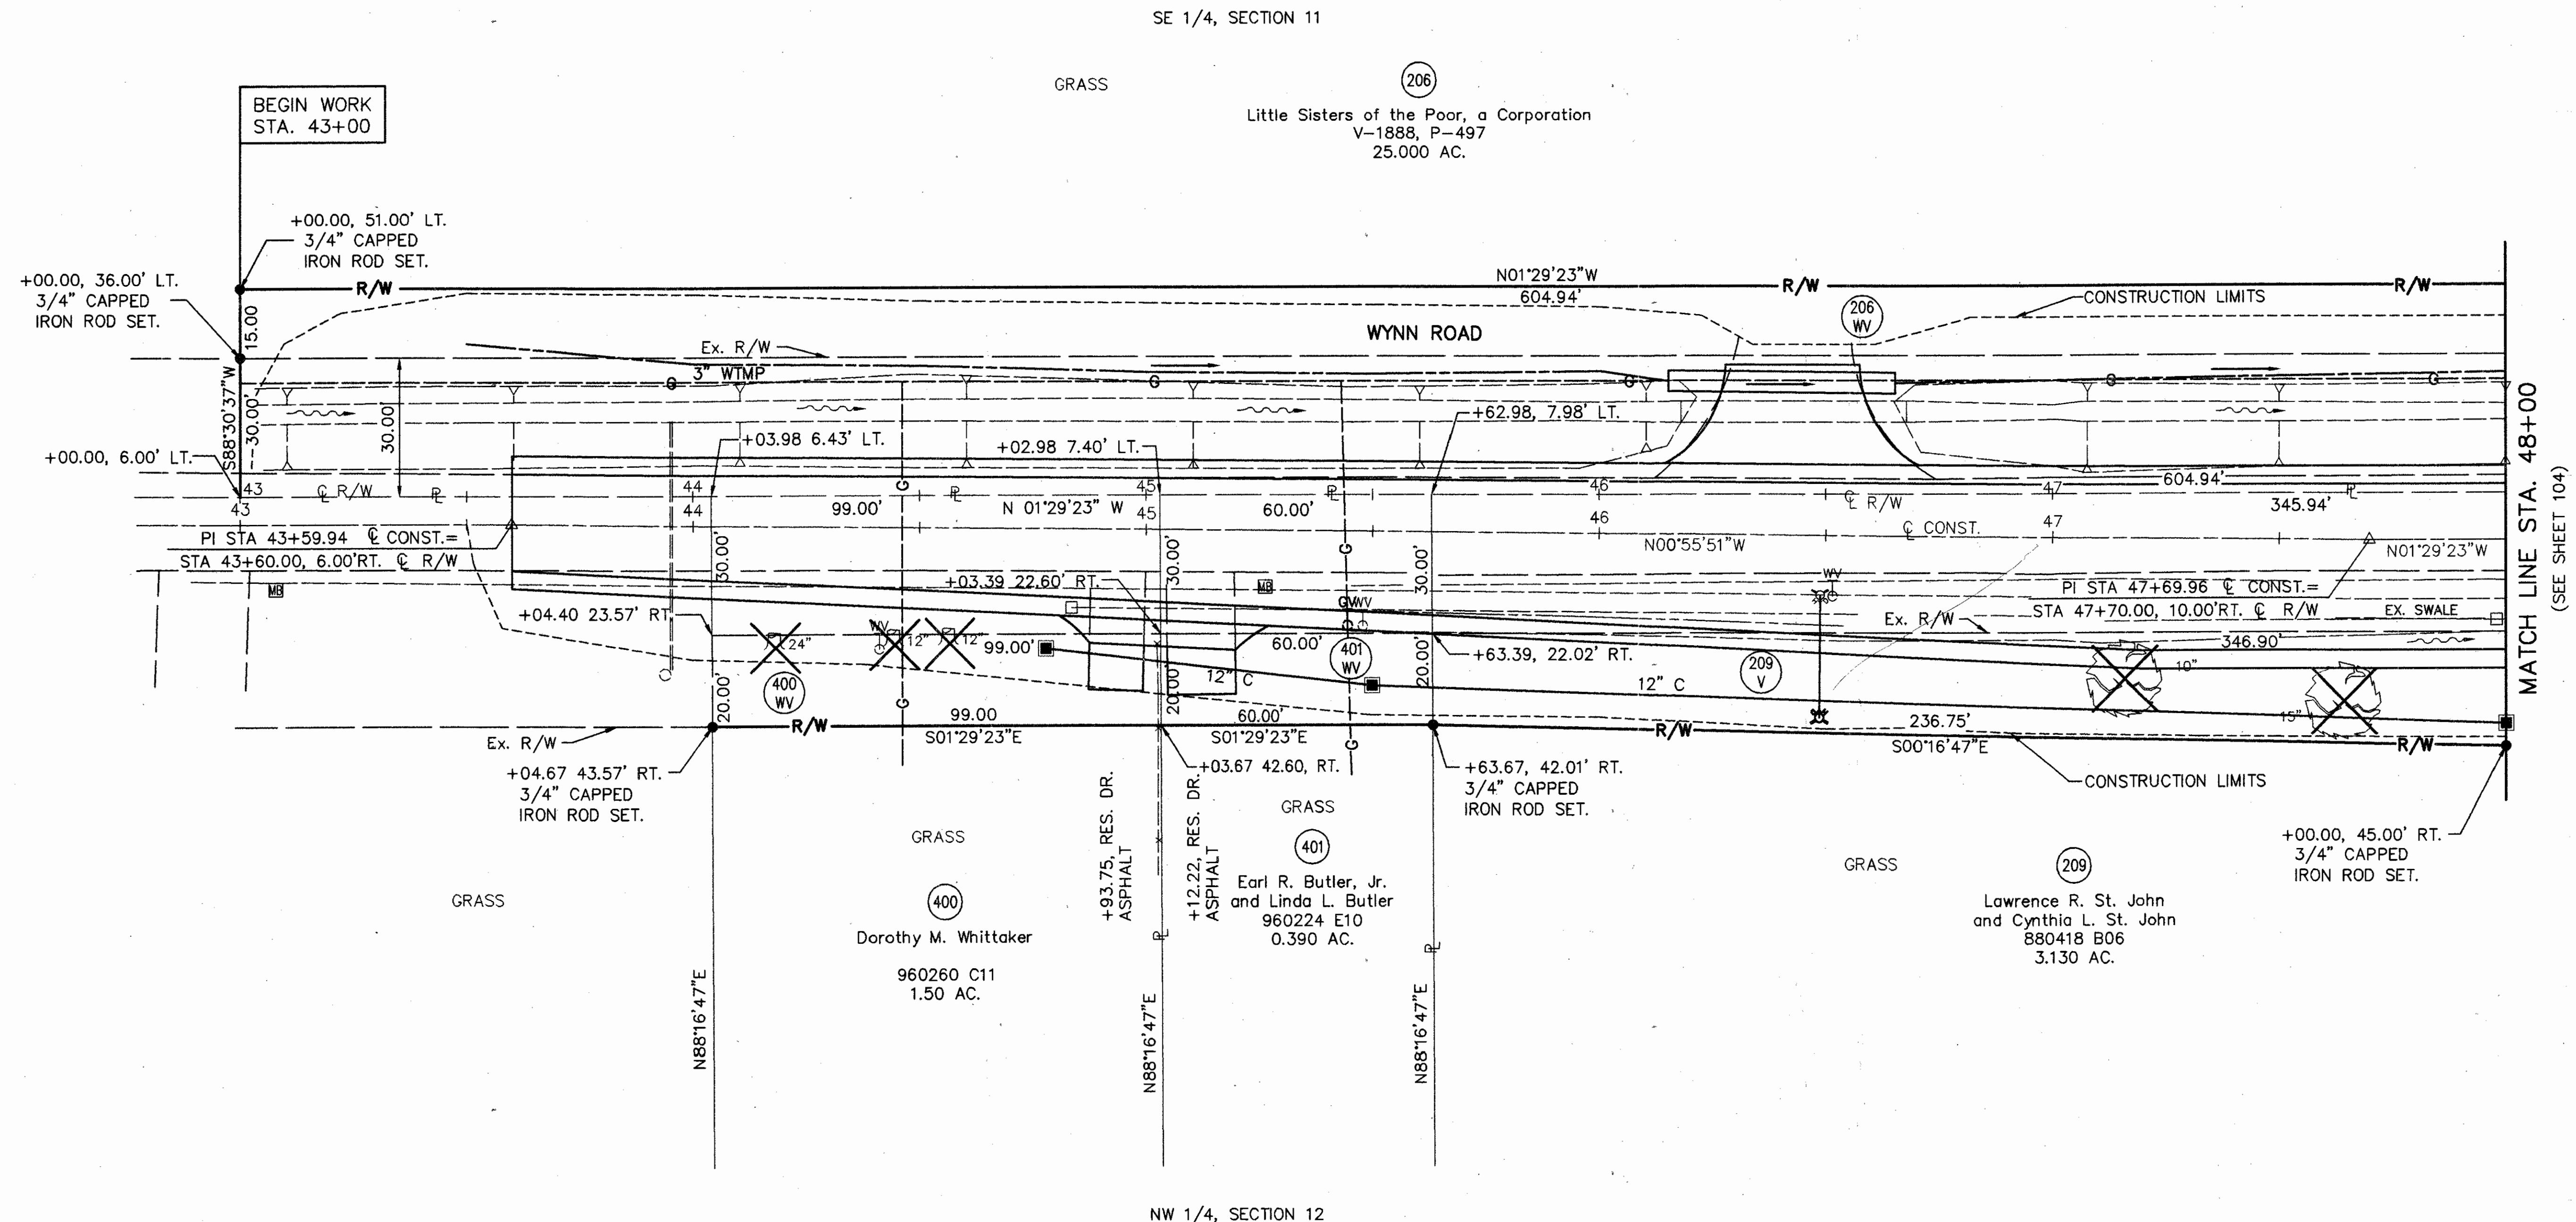 SE 1/4, SECTION 11
GRASS
206
Little Sisters of the Poor, a Corporation
V-1888, P-497
25.000 AC.
BEGIN WORK
STA. 43+00
+00.00, 51.00' LT.
3/4" CAPPED
IRON ROD SET.
+00.00, 36.00' LT.
3/4" CAPPED
IRON ROD SET.
15.00
R/W
N01°29'23"W
604.94'
R/W
R/W
206
WV
CONSTRUCTION LIMITS
WYNN ROAD
Ex. R/W
3" WTMP
G
G
G
G
G
S88°30'37"W
30.00'
30.00'
+00.00, 6.00' LT.
+03.98 6.43' LT.
+02.98 7.40' LT.
+62.98, 7.98' LT.
MATCH LINE STA. 48+00
(SEE SHEET 104)
43
℄ R/W
PL
44
G
PL
45
PL
46
℄ R/W
47
604.94'
PL
43
44
99.00'
N 01°29'23" W
45
60.00'
46
℄ CONST.
47
345.94'
PI STA 43+59.94 ℄ CONST.=
STA 43+60.00, 6.00'RT. ℄ R/W
30.00'
30.00'
G
30.00'
N00°55'51"W
N01°29'23"W
MB
+03.39 22.60' RT.
MB
WV
PI STA 47+69.96 ℄ CONST.=
STA 47+70.00, 10.00'RT. ℄ R/W
EX. SWALE
+04.40 23.57' RT.
GV
WV
Ex. R/W
24"
WV
12"
12"
99.00'
60.00'
401
WV
+63.39, 22.02' RT.
346.90'
400
WV
20.00'
20.00'
12" C
20.00'
209
V
12" C
10"
15"
G
Ex. R/W
R/W
99.00
S01°29'23"E
60.00'
S01°29'23"E
G
R/W
236.75'
S00°16'47"E
R/W
+04.67 43.57' RT.
3/4" CAPPED
IRON ROD SET.
+03.67 42.60, RT.
+63.67, 42.01' RT.
3/4" CAPPED
IRON ROD SET.
CONSTRUCTION LIMITS
+00.00, 45.00' RT.
3/4" CAPPED
IRON ROD SET.
+93.75, RES. DR.
ASPHALT
+12.22, RES. DR.
ASPHALT
GRASS
GRASS
GRASS
GRASS
400
Dorothy M. Whittaker
960260 C11
1.50 AC.
401
Earl R. Butler, Jr.
and Linda L. Butler
960224 E10
0.390 AC.
209
Lawrence R. St. John
and Cynthia L. St. John
880418 B06
3.130 AC.
PL
PL
N88°16'47"E
N88°16'47"E
N88°16'47"E
NW 1/4, SECTION 12